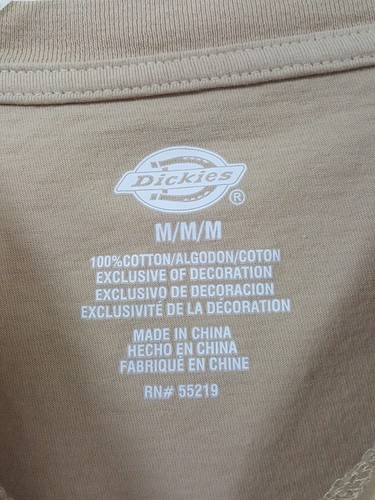 Dickies®
M/M/M
100%COTTON/ALGODON/COTON
EXCLUSIVE OF DECORATION
EXCLUSIVO DE DECORACION
EXCLUSIVITÉ DE LA DÉCORATION
MADE IN CHINA
HECHO EN CHINA
FABRIQUÉ EN CHINE
RN# 55219